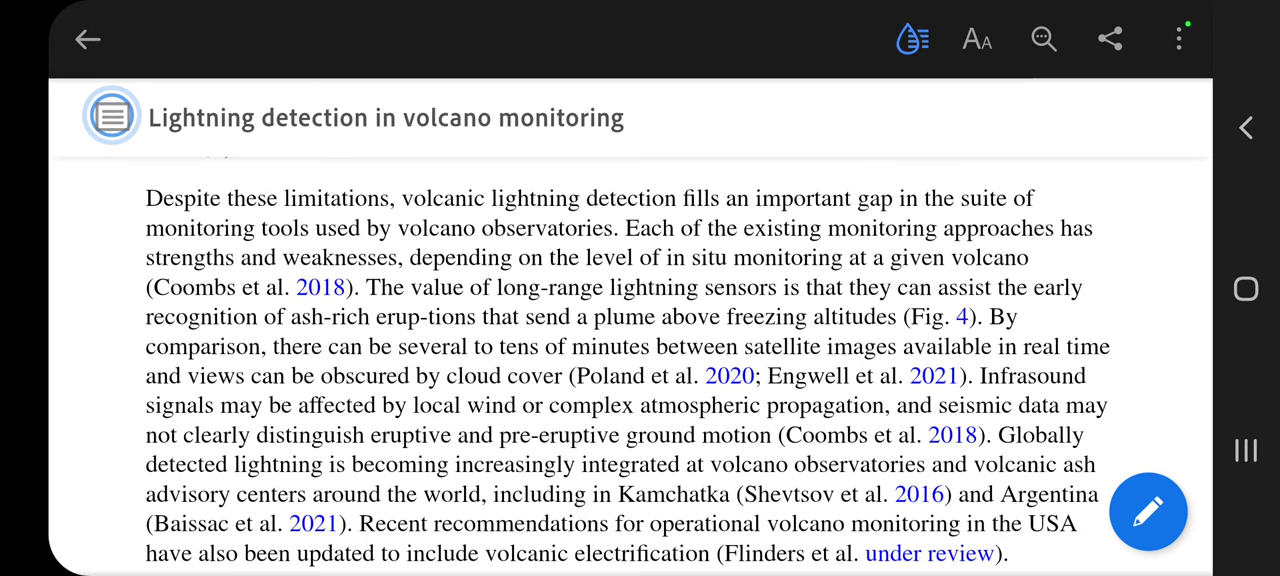 Lightning detection in volcano monitoring
Despite these limitations, volcanic lightning detection fills an important gap in the suite of
monitoring tools used by volcano observatories. Each of the existing monitoring approaches has
strengths and weaknesses, depending on the level of in situ monitoring at a given volcano
(Coombs et al. 2018). The value of long-range lightning sensors is that they can assist the early
recognition of ash-rich erup-tions that send a plume above freezing altitudes (Fig. 4). By
comparison, there can be several to tens of minutes between satellite images available in real time
and views can be obscured by cloud cover (Poland et al. 2020; Engwell et al. 2021). Infrasound
signals may be affected by local wind or complex atmospheric propagation, and seismic data may
not clearly distinguish eruptive and pre-eruptive ground motion (Coombs et al. 2018). Globally
detected lightning is becoming increasingly integrated at volcano observatories and volcanic ash
advisory centers around the world, including in Kamchatka (Shevtsov et al. 2016) and Argentina
(Baissac et al. 2021). Recent recommendations for operational volcano monitoring in the USA
have also been updated to include volcanic electrification (Flinders et al. under review).